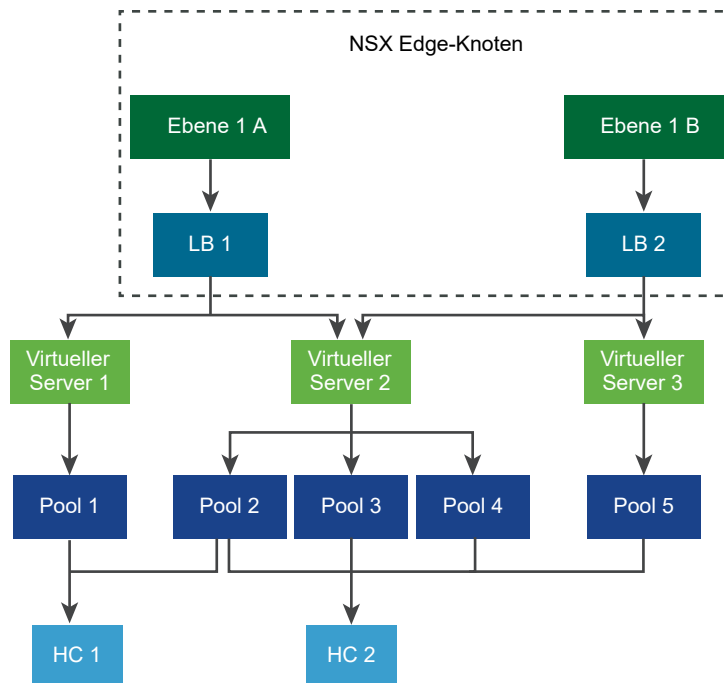 NSX Edge-Knoten
Ebene 1 A
Ebene 1 B
LB 1
LB 2
Virtueller
Server 1
Virtueller
Server 2
Virtueller
Server 3
Pool 1
Pool 2
Pool 3
Pool 4
Pool 5
HC 1
HC 2